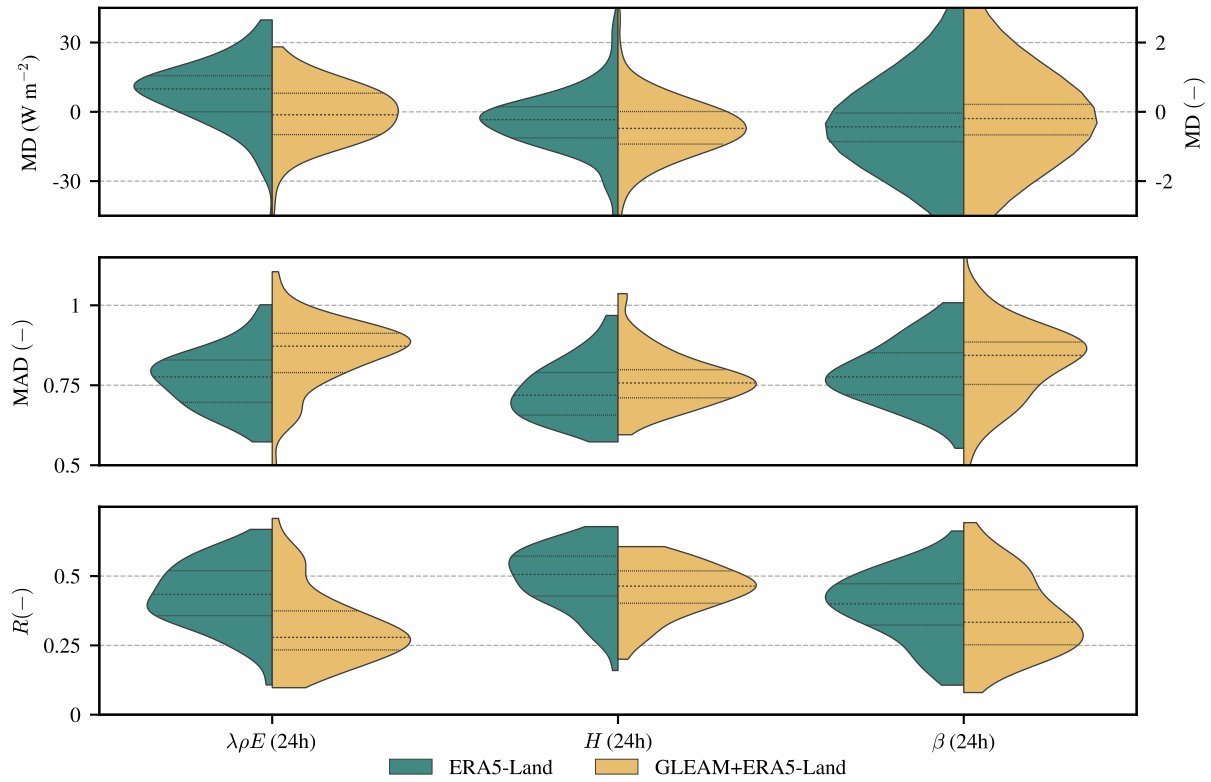 30
0
-30
MD (W m⁻²)
2
0
-2
MD (−)
1
0.75
0.5
MAD (−)
0.5
0.25
0
R(−)
λρE (24h)
H (24h)
β (24h)
ERA5-Land
GLEAM+ERA5-Land